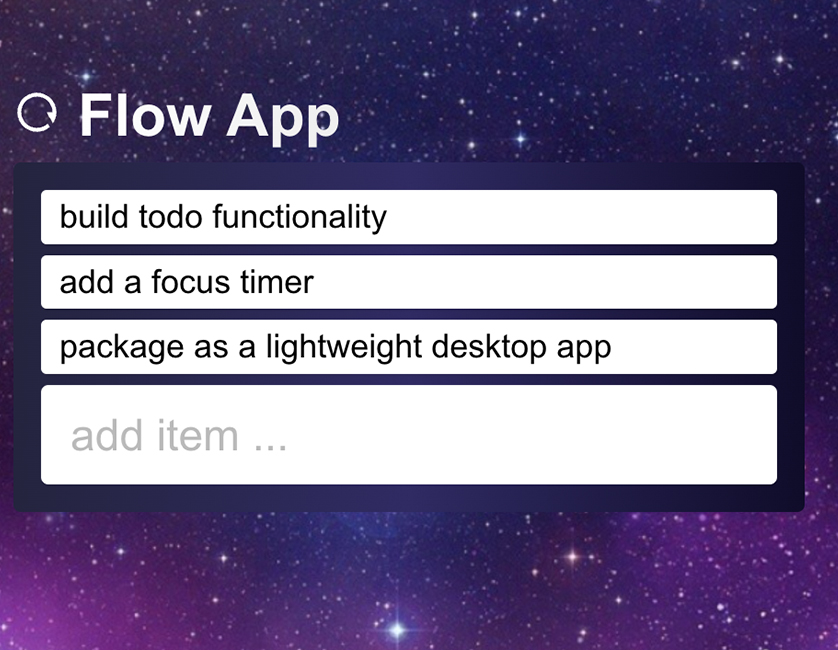 Flow App
build todo functionality
add a focus timer
package as a lightweight desktop app
add item ...